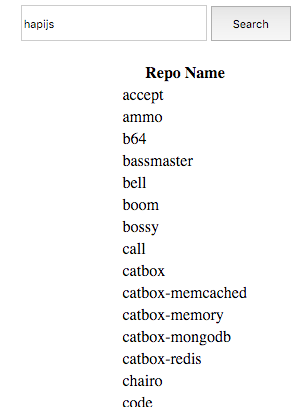 hapijs Search
Repo Name
accept
ammo
b64
bassmaster
bell
boom
bossy
call
catbox
catbox-memcached
catbox-memory
catbox-mongodb
catbox-redis
chairo
code